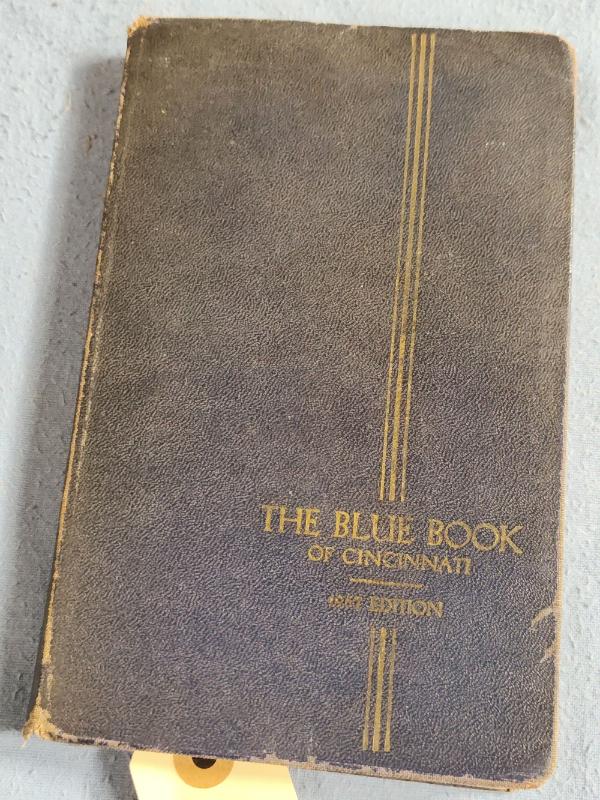 THE BLUE BOOK
OF CINCINNATI
EDITION